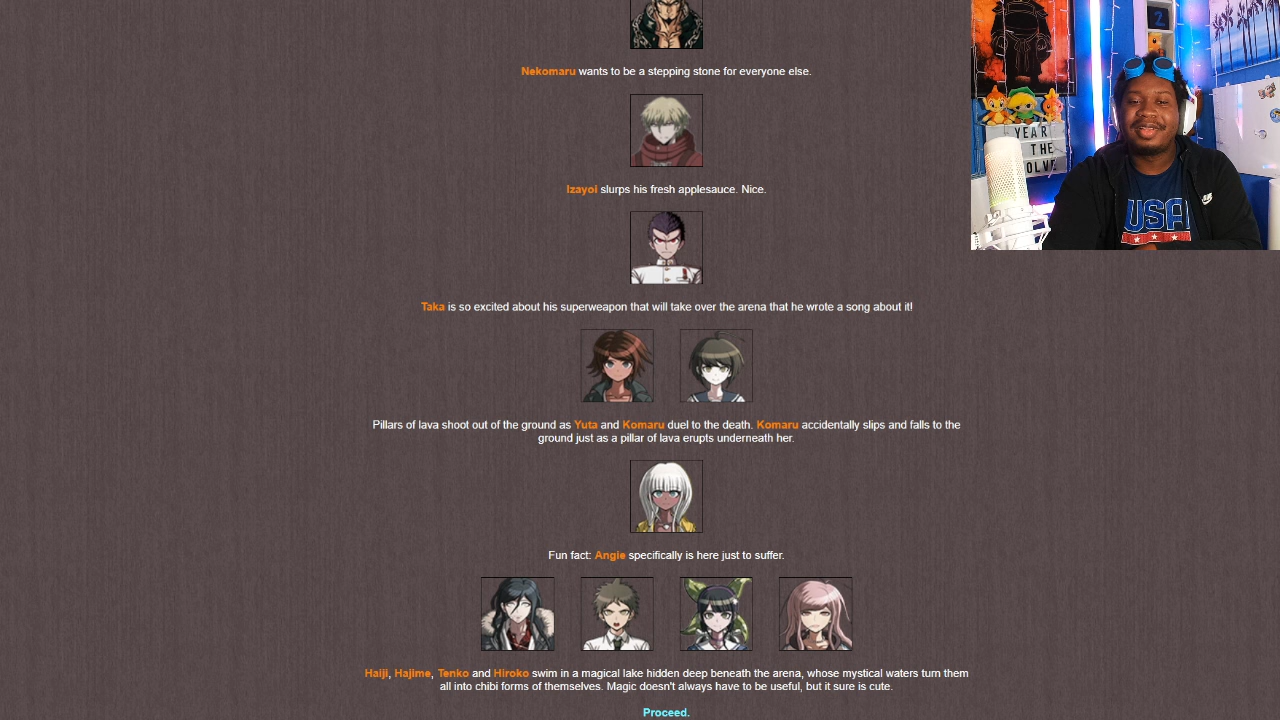 Nekomaru wants to be a stepping stone for everyone else.
Izayoi slurps his fresh applesauce. Nice.
Taka is so excited about his superweapon that will take over the arena that he wrote a song about it!
Pillars of lava shoot out of the ground as Yuta and Komaru duel to the death. Komaru accidentally slips and falls to the
ground just as a pillar of lava erupts underneath her.
Fun fact: Angie specifically is here just to suffer.
Haiji, Hajime, Tenko and Hiroko swim in a magical lake hidden deep beneath the arena, whose mystical waters turn them
all into chibi forms of themselves. Magic doesn't always have to be useful, but it sure is cute.
Proceed.
2
YEAR
THE
USA